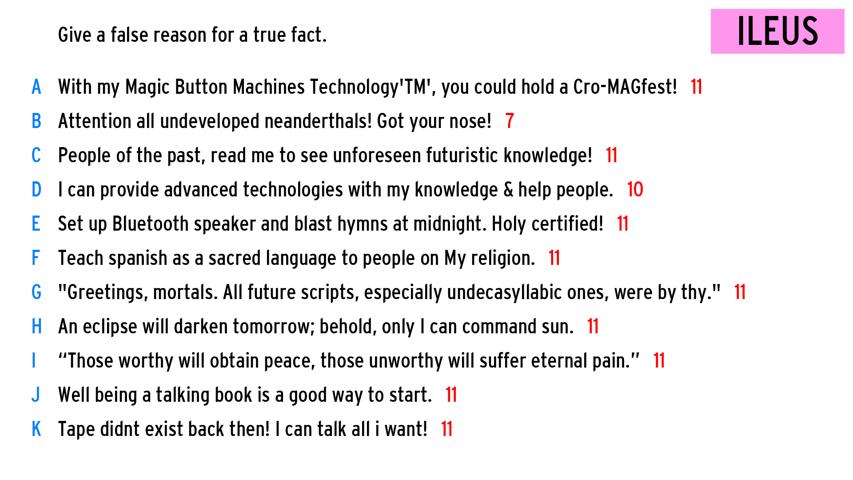 Give a false reason for a true fact.
ILEUS
A With my Magic Button Machines Technology'TM', you could hold a Cro-MAGfest! 11
B Attention all undeveloped neanderthals! Got your nose! 7
C People of the past, read me to see unforeseen futuristic knowledge! 11
D I can provide advanced technologies with my knowledge & help people. 10
E Set up Bluetooth speaker and blast hymns at midnight. Holy certified! 11
F Teach spanish as a sacred language to people on My religion. 11
G "Greetings, mortals. All future scripts, especially undecasyllabic ones, were by thy." 11
H An eclipse will darken tomorrow; behold, only I can command sun. 11
I “Those worthy will obtain peace, those unworthy will suffer eternal pain.” 11
J Well being a talking book is a good way to start. 11
K Tape didnt exist back then! I can talk all i want! 11